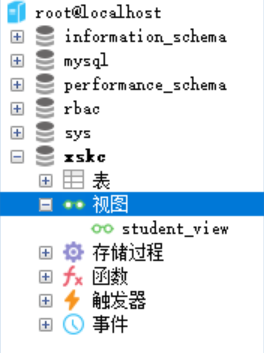 root@localhost
information_schema
mysql
performance_schema
rbac
sys
xskc
表
视图
student_view
存储过程
函数
触发器
事件